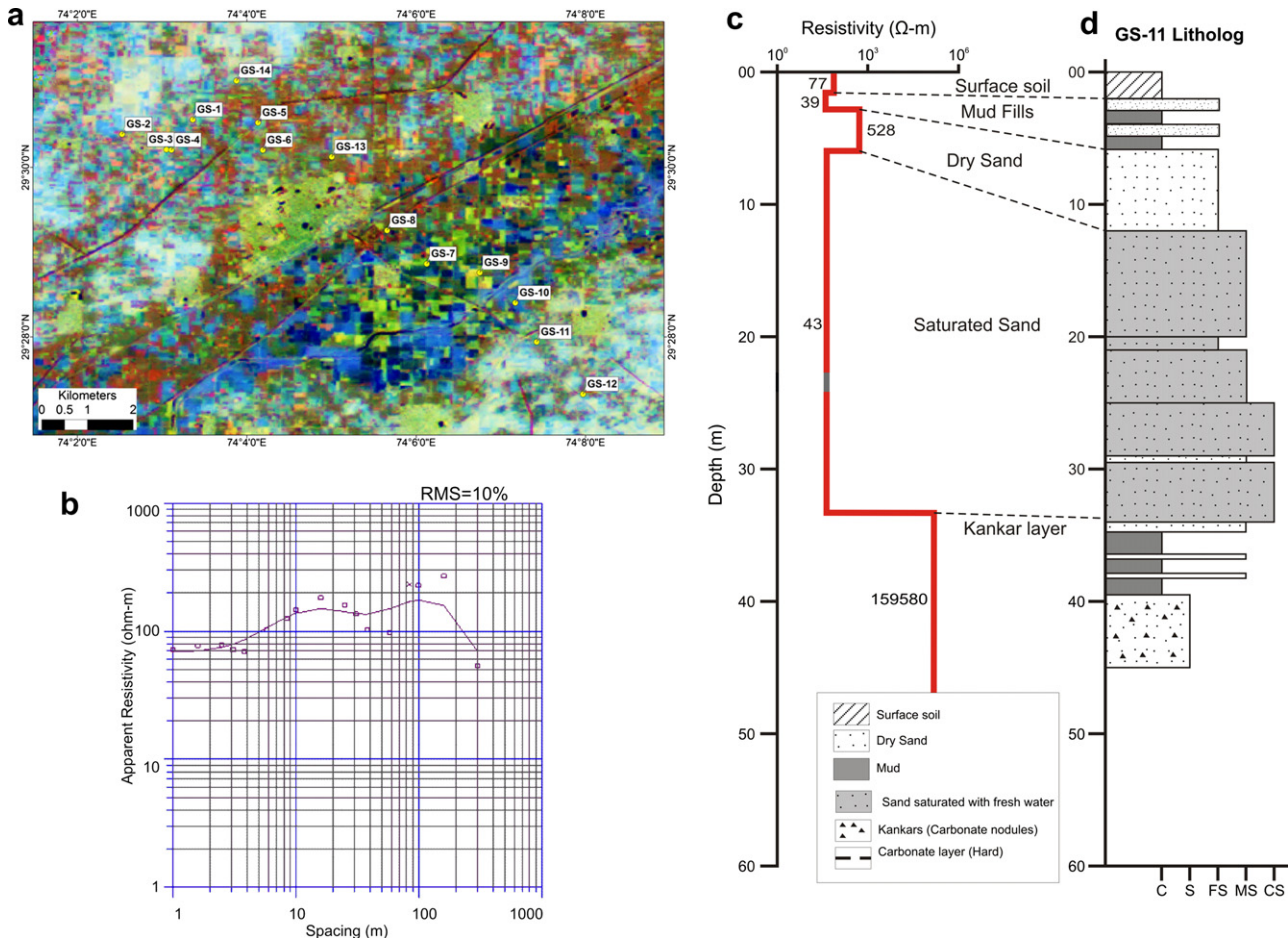 a
74°2'0"E 74°4'0"E 74°6'0"E 74°8'0"E
GS-14
GS-1
GS-5
GS-2
GS-3 GS-4
GS-6
GS-13
29°30'0"N 29°30'0"N
GS-8
GS-7
GS-9
GS-10
GS-11
29°28'0"N 29°28'0"N
GS-12
Kilometers
0 0.5 1 2
74°2'0"E 74°4'0"E 74°6'0"E 74°8'0"E
b
RMS=10%
Apparent Resistivity (ohm-m)
1000
100
10
1
1 10 100 1000
Spacing (m)
c
Resistivity (Ω-m)
10⁰ 10³ 10⁶
Depth (m)
00
10
20
30
40
50
60
77
39
528
43
159580
Surface soil
Mud Fills
Dry Sand
Saturated Sand
Kankar layer
Surface soil
Dry Sand
Mud
Sand saturated with fresh water
Kankars (Carbonate nodules)
Carbonate layer (Hard)
d
GS-11 Litholog
00
10
20
30
40
50
60
C S FS MS CS